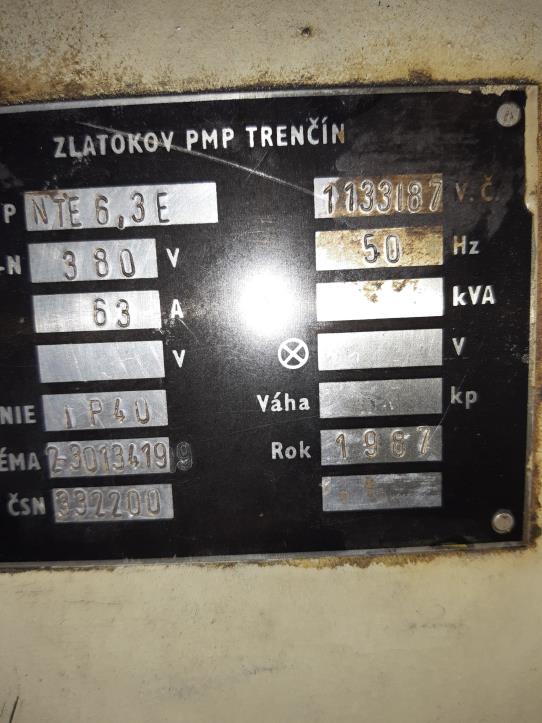 ZLATOKOV PMP TRENČÍN
P NTE 6,3E 1133187 V.Č.
-N 380 V 50 Hz
63 A kVA
V V
NIE IP40 Váha kp
ÉMA 2-30134199 Rok 1987
ČSN 332200